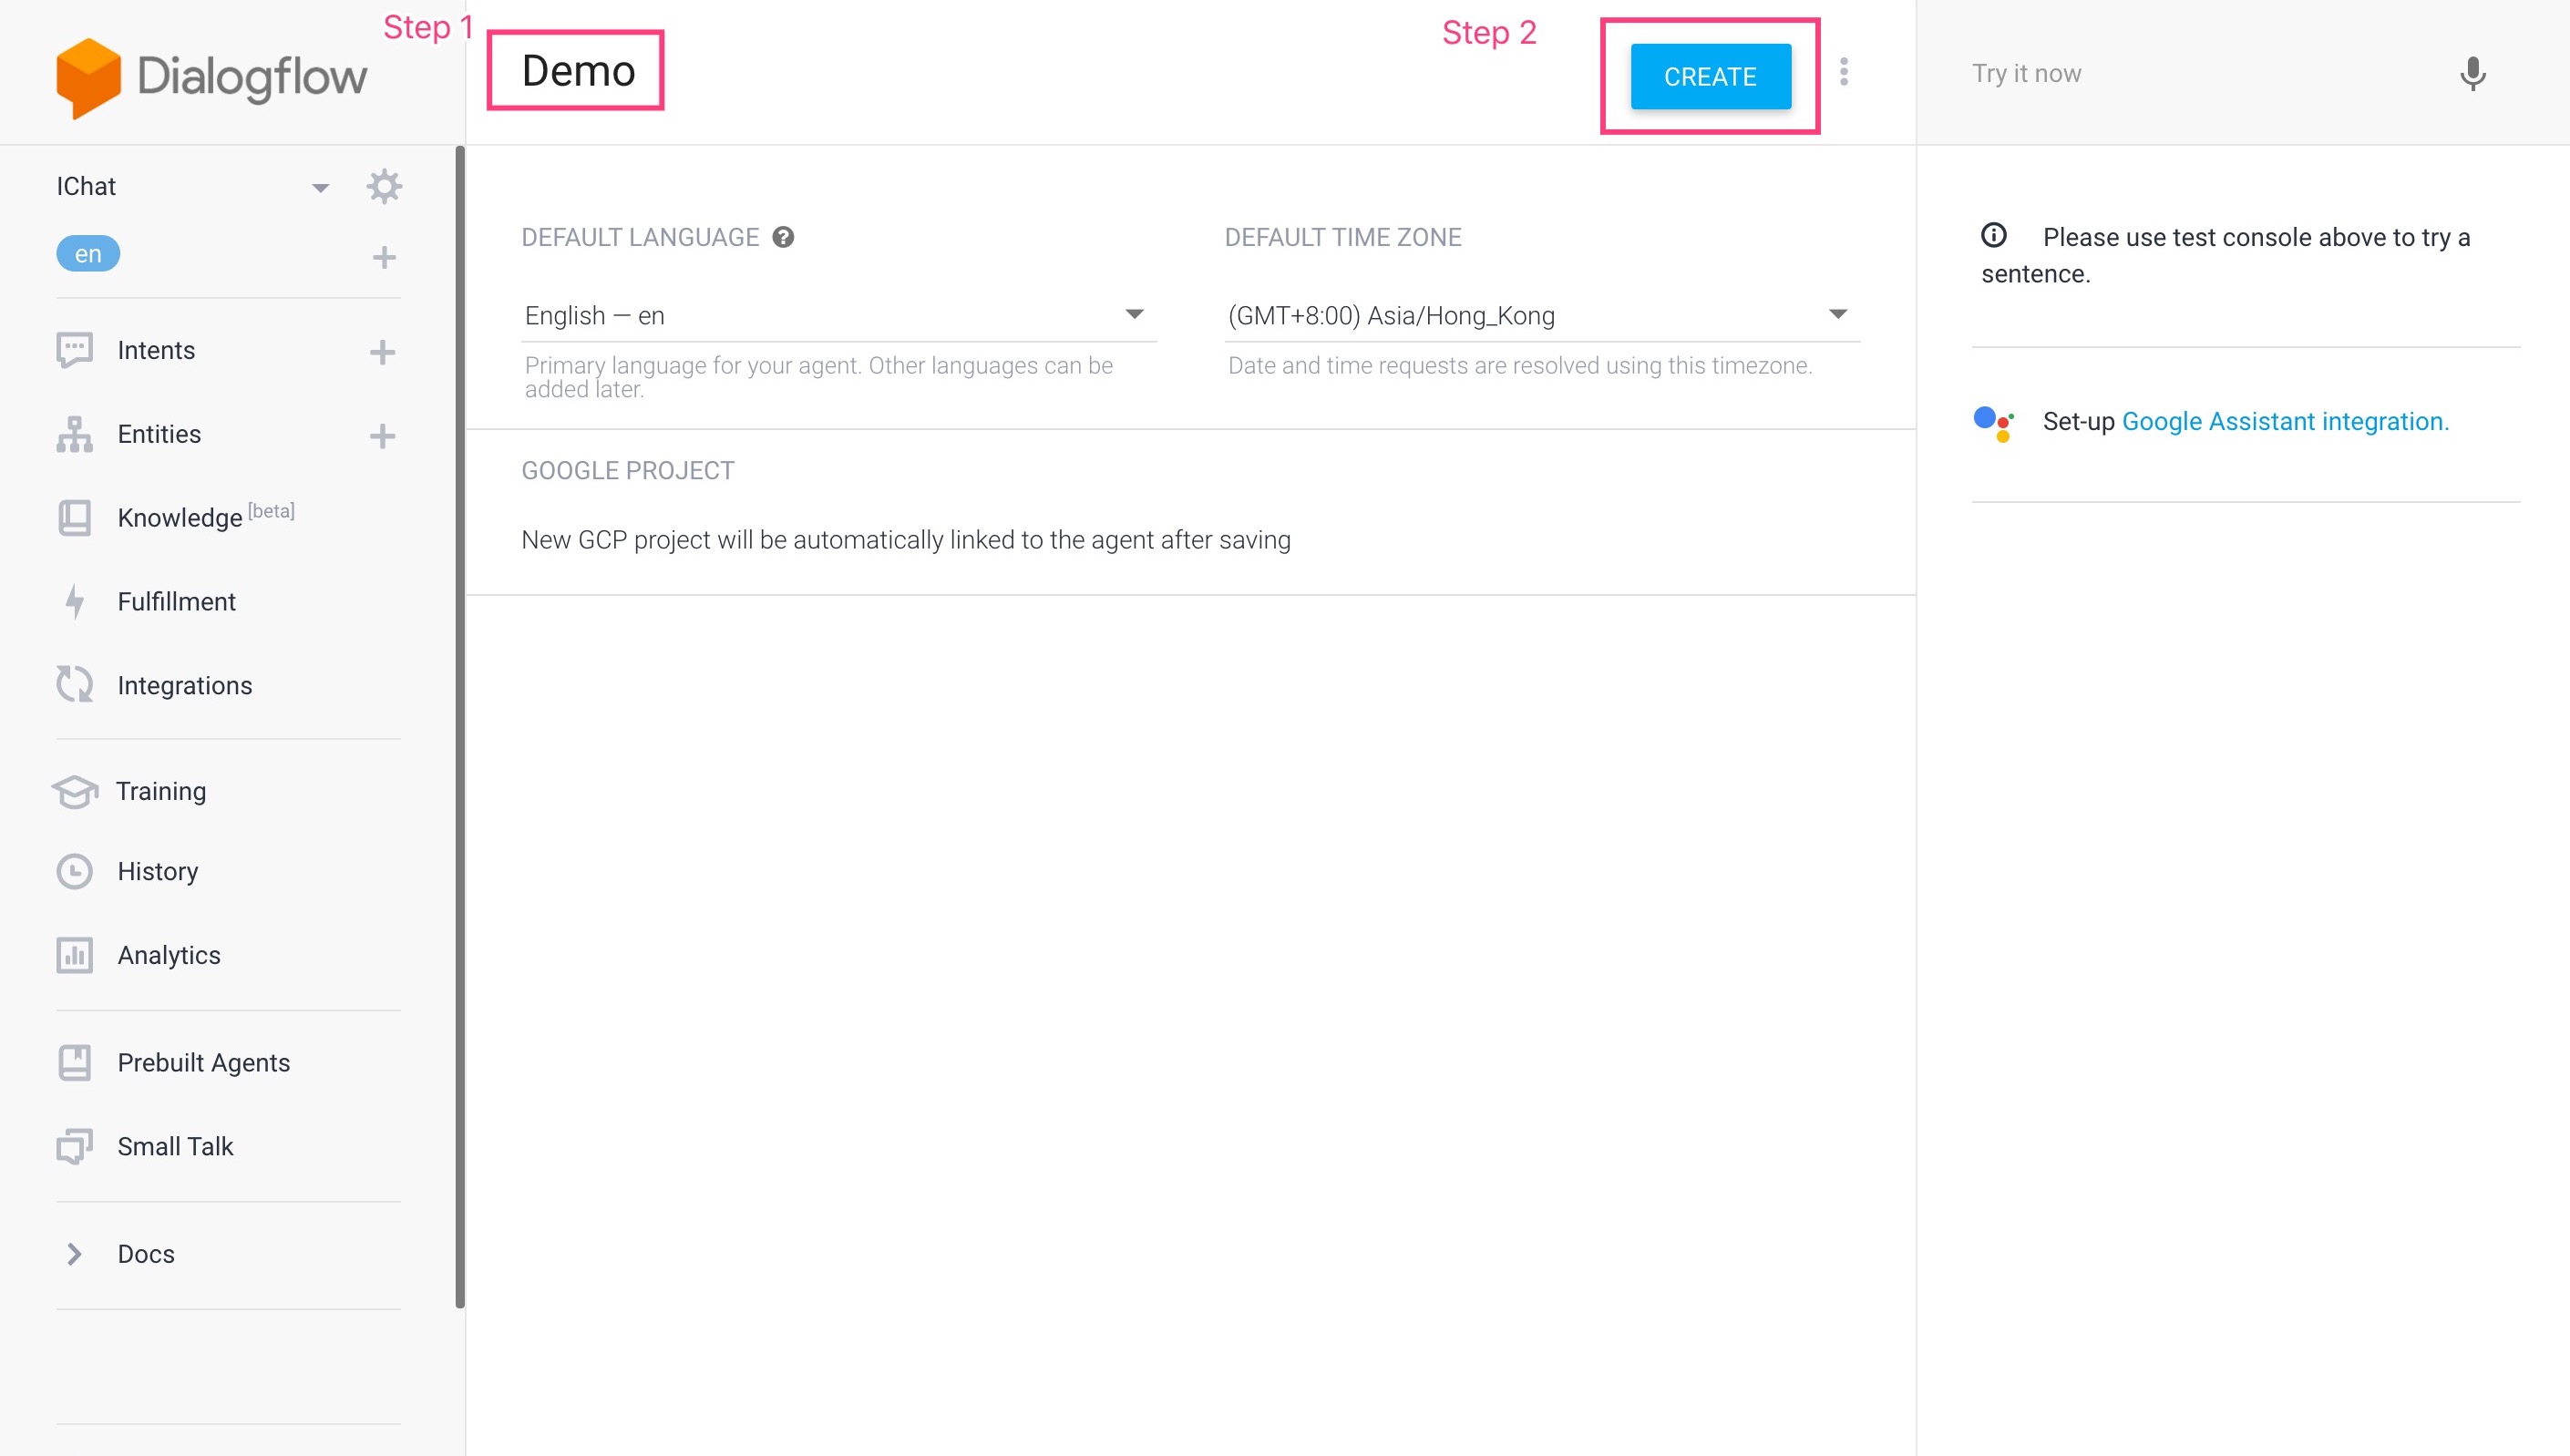 Step 1
Dialogflow
Demo
Step 2
CREATE
Try it now
IChat
en
Intents
Entities
Knowledge [beta]
Fulfillment
Integrations
Training
History
Analytics
Prebuilt Agents
Small Talk
Docs
DEFAULT LANGUAGE ?
English — en
Primary language for your agent. Other languages can be
added later.
DEFAULT TIME ZONE
(GMT+8:00) Asia/Hong_Kong
Date and time requests are resolved using this timezone.
GOOGLE PROJECT
New GCP project will be automatically linked to the agent after saving
Please use test console above to try a
sentence.
Set-up Google Assistant integration.